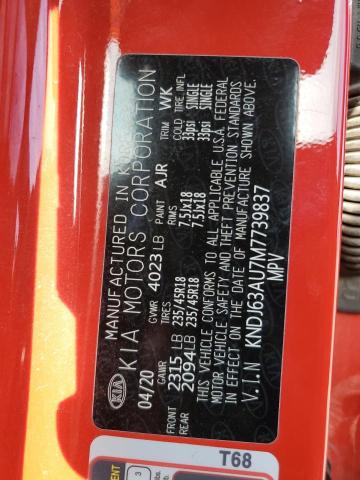 MANUFACTURED IN
KIA MOTORS CORPORATION
KIA
04/20 GVWR 4023 LB PAINT AJR TRIM WK
GAWR TIRES RIMS COLD TIRE INFL
FRONT 2315 LB 235/45R18 7.5Jx18 33psi SINGLE
REAR 2094 LB 235/45R18 7.5Jx18 33psi SINGLE
THIS VEHICLE CONFORMS TO ALL APPLICABLE U.S.A. FEDERAL
MOTOR VEHICLE SAFETY AND THEFT PREVENTION STANDARDS
IN EFFECT ON THE DATE OF MANUFACTURE SHOWN ABOVE.
V.I.N KNDJG3AU7M7739837
MPV
T68
3